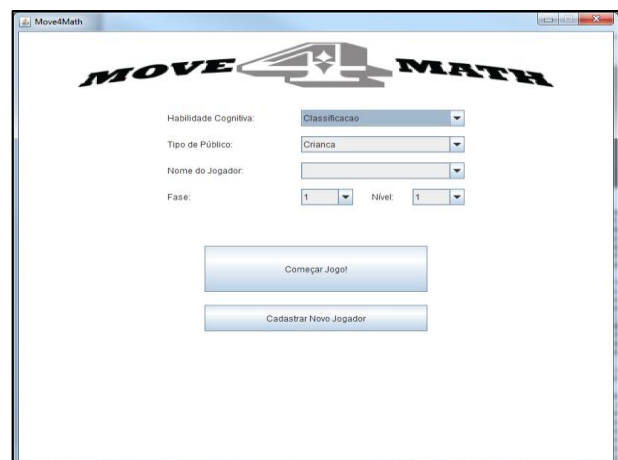 Move4Math
MOVE 4 MATH
Habilidade Cognitiva: Classificacao
Tipo de Público: Crianca
Nome do Jogador:
Fase: 1 Nível: 1
Começar Jogo!
Cadastrar Novo Jogador